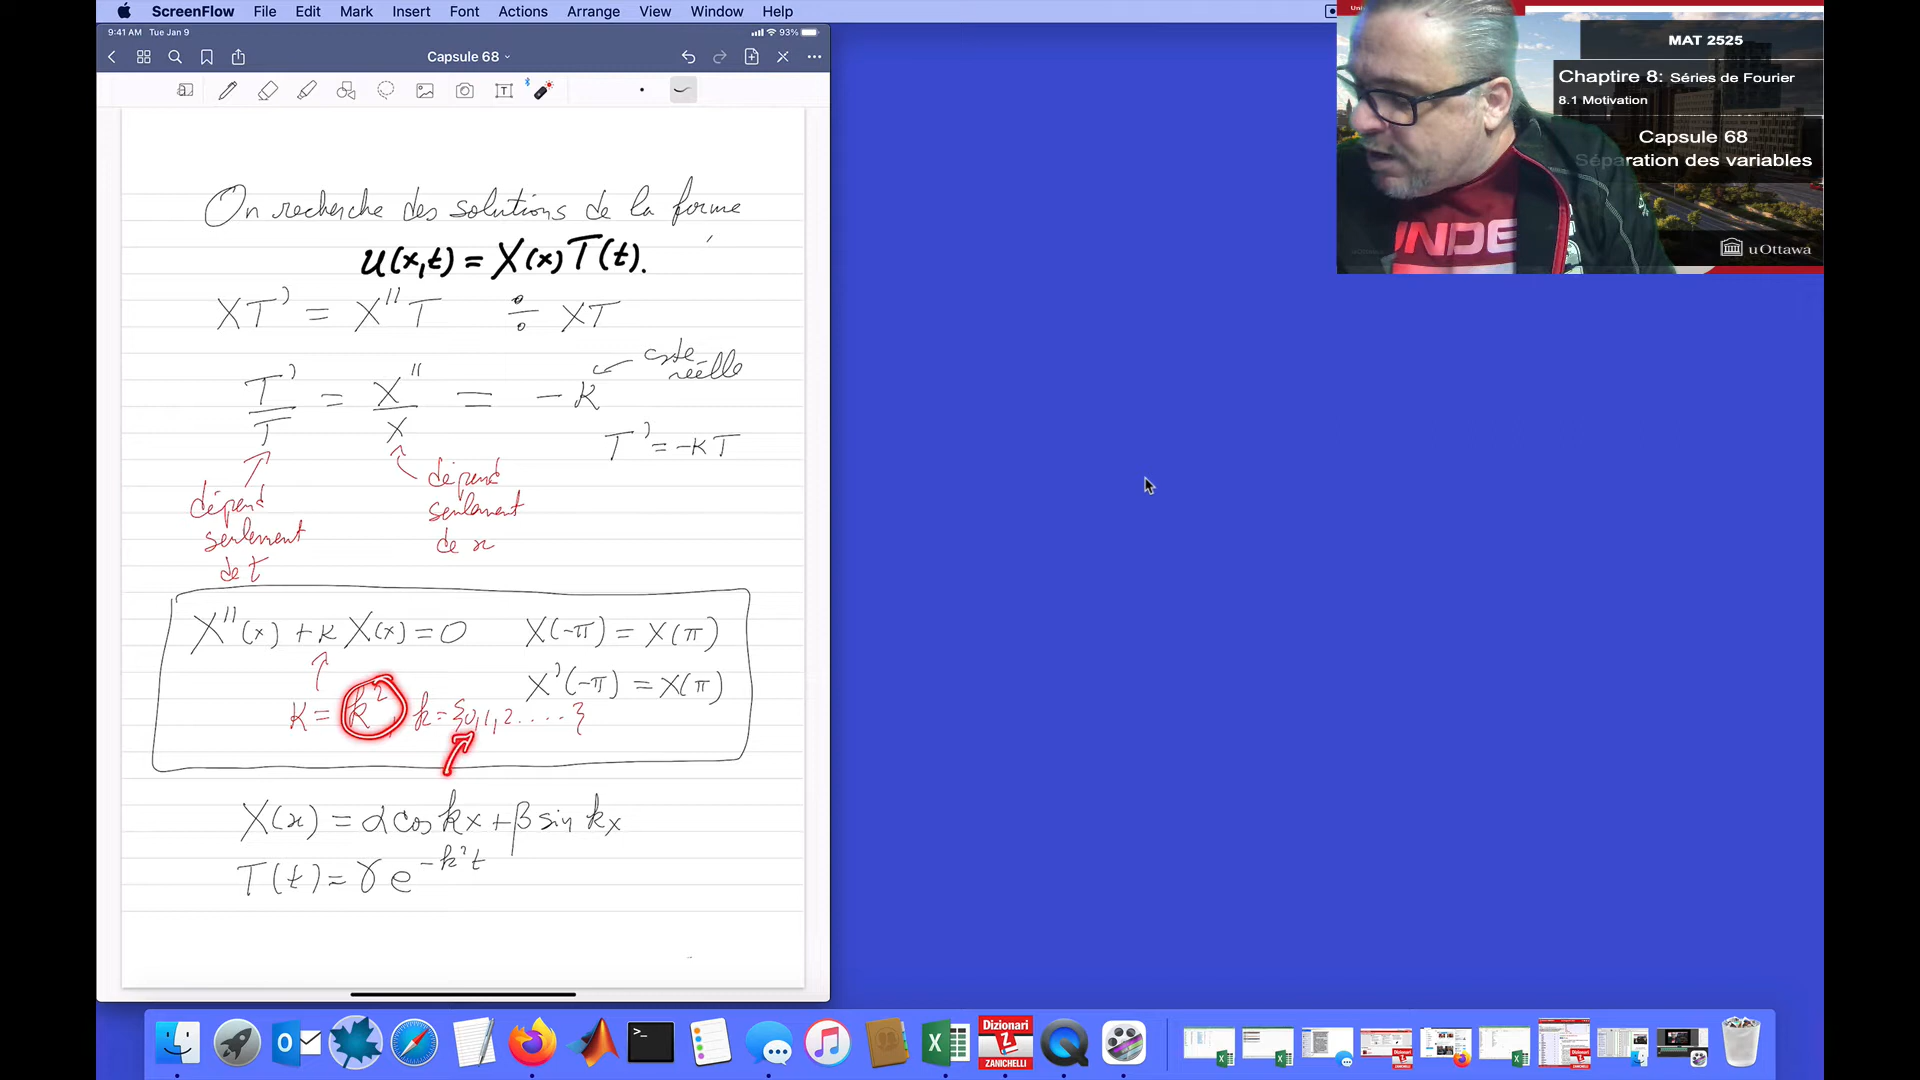 ScreenFlow File Edit Mark Insert Font Actions Arrange View Window Help
9:41 AM Tue Jan 9
93%
Capsule 68
On recherche des solutions de la forme
u(x,t) = X(x)T(t).
XT' = X''T ÷ XT
T'/T = X''/X = -K
cste
réelle
T' = -KT
dépend
seulement
de t
dépend
seulement
de x
X''(x) + K X(x) = 0 X(-π) = X(π)
X'(-π) = X(π)
K = k², k = {0,1,2.....}
X(x) = α cos kx + β sin kx
T(t) = γ e^{-k²t}
MAT 2525
Chaptire 8: Séries de Fourier
8.1 Motivation
Capsule 68
Séparation des variables
UNDE
uOttawa
Dizionari
Z
ZANICHELLI